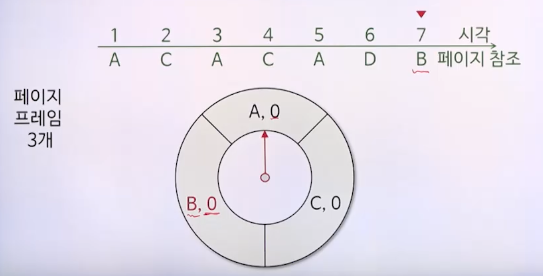 1 2 3 4 5 6 7 시각
A C A C A D B 페이지 참조
페이지
프레임
3개
A, 0
B, 0
C, 0